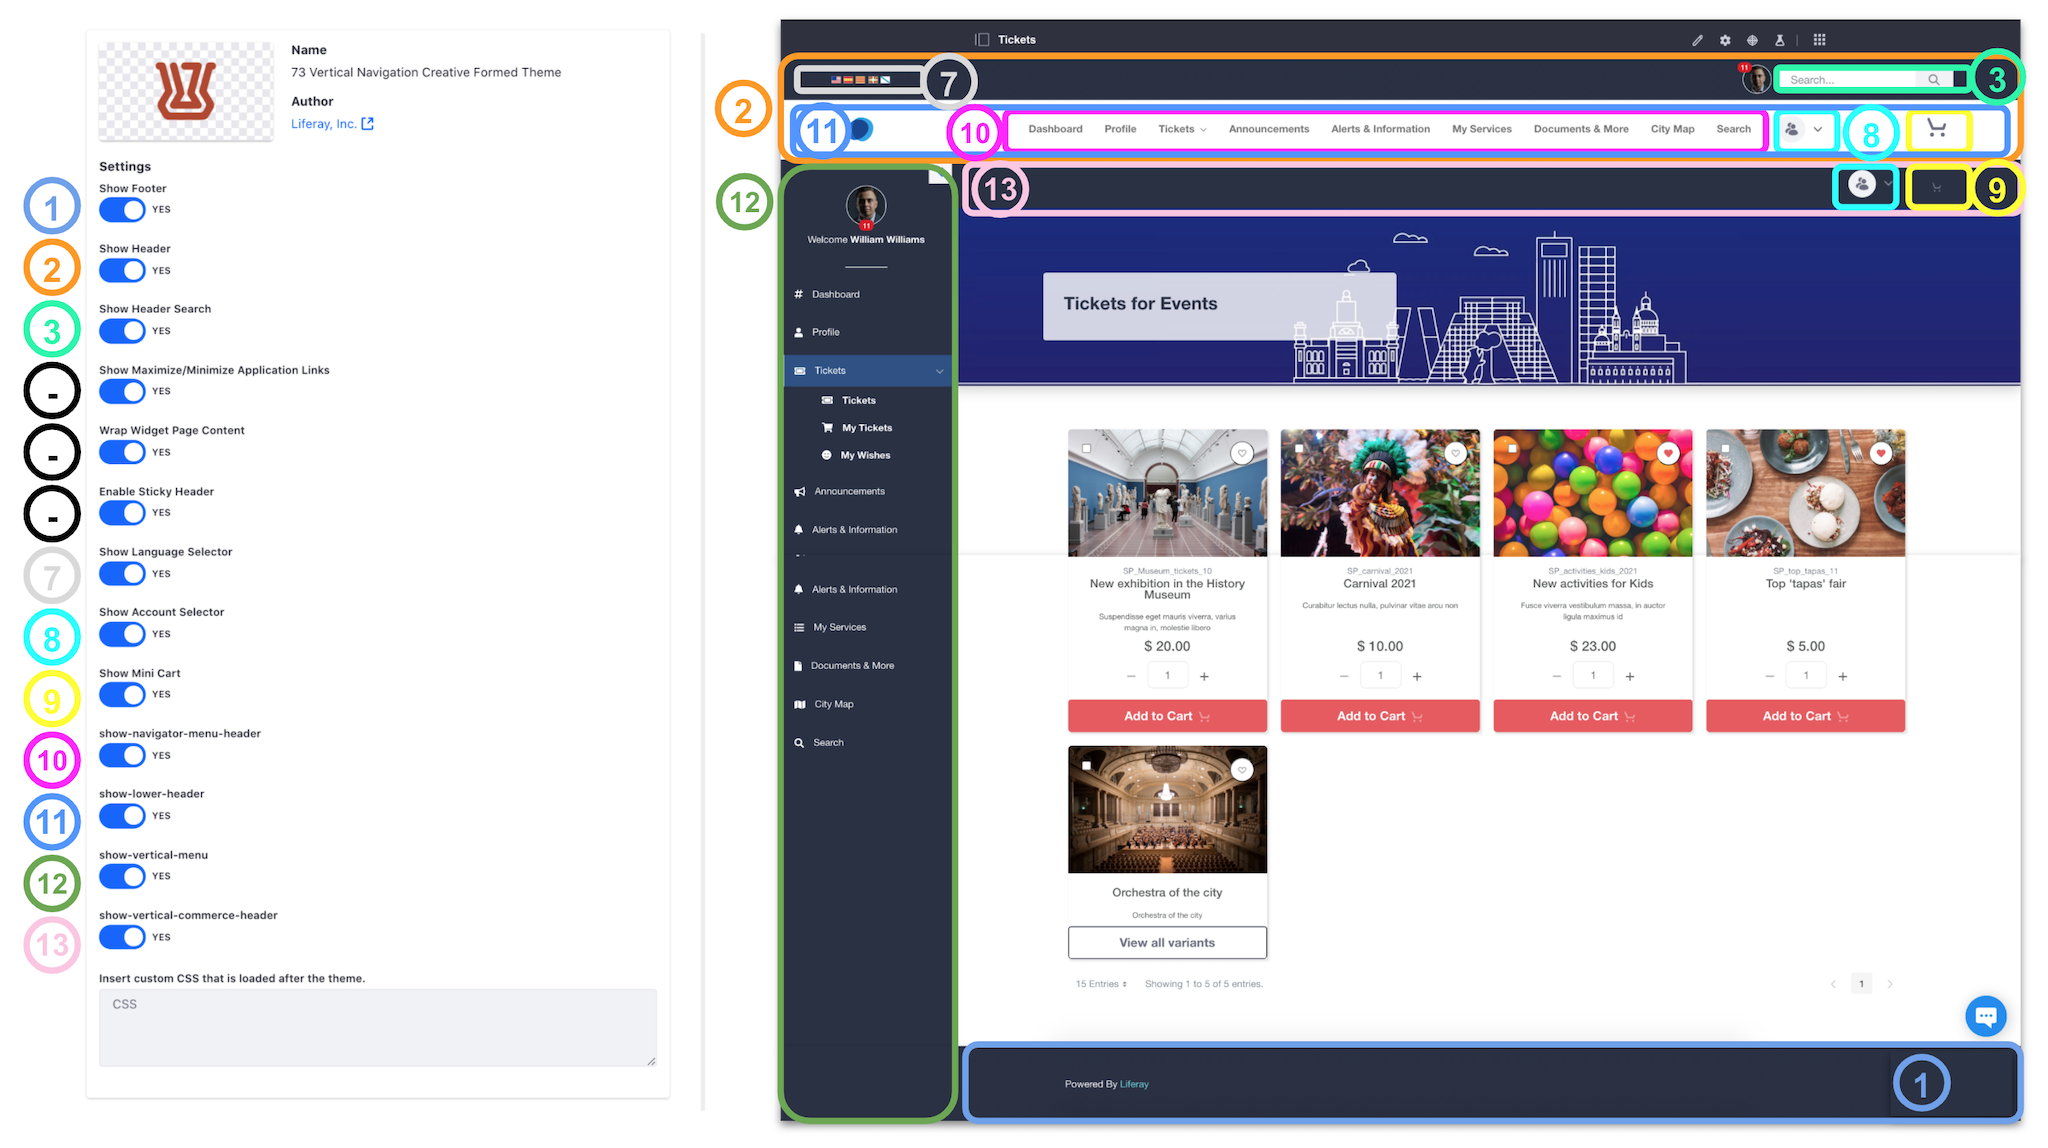 Name
73 Vertical Navigation Creative Formed Theme
Author
Liferay, Inc.
Settings
1
Show Footer
YES
2
Show Header
YES
3
Show Header Search
YES
-
Show Maximize/Minimize Application Links
YES
-
Wrap Widget Page Content
YES
-
Enable Sticky Header
YES
7
Show Language Selector
YES
8
Show Account Selector
YES
9
Show Mini Cart
YES
10
show-navigator-menu-header
YES
11
show-lower-header
YES
12
show-vertical-menu
YES
13
show-vertical-commerce-header
YES
Insert custom CSS that is loaded after the theme.
CSS
Tickets
2
7
11
Search...
3
11
10
Dashboard Profile Tickets Announcements Alerts & Information My Services Documents & More City Map Search
8
12
13
9
11
Welcome William Williams
# Dashboard
Profile
Tickets
Tickets
My Tickets
My Wishes
Announcements
Alerts & Information
Alerts & Information
My Services
Documents & More
City Map
Search
Tickets for Events
SP_Museum_tickets_10
New exhibition in the History
Museum
Suspendisse eget mauris viverra, varius
magna in, molestie libero
$ 20.00
− 1 +
Add to Cart
SP_carnival_2021
Carnival 2021
Curabitur lectus nulla, pulvinar vitae arcu non
$ 10.00
− 1 +
Add to Cart
SP_activities_kids_2021
New activities for Kids
Fusce viverra vestibulum massa, in auctor
ligula maximus id
$ 23.00
− 1 +
Add to Cart
SP_top_tapas_11
Top 'tapas' fair
$ 5.00
− 1 +
Add to Cart
Orchestra of the city
Orchestra of the city
View all variants
15 Entries Showing 1 to 5 of 5 entries.
1
Powered By Liferay
1